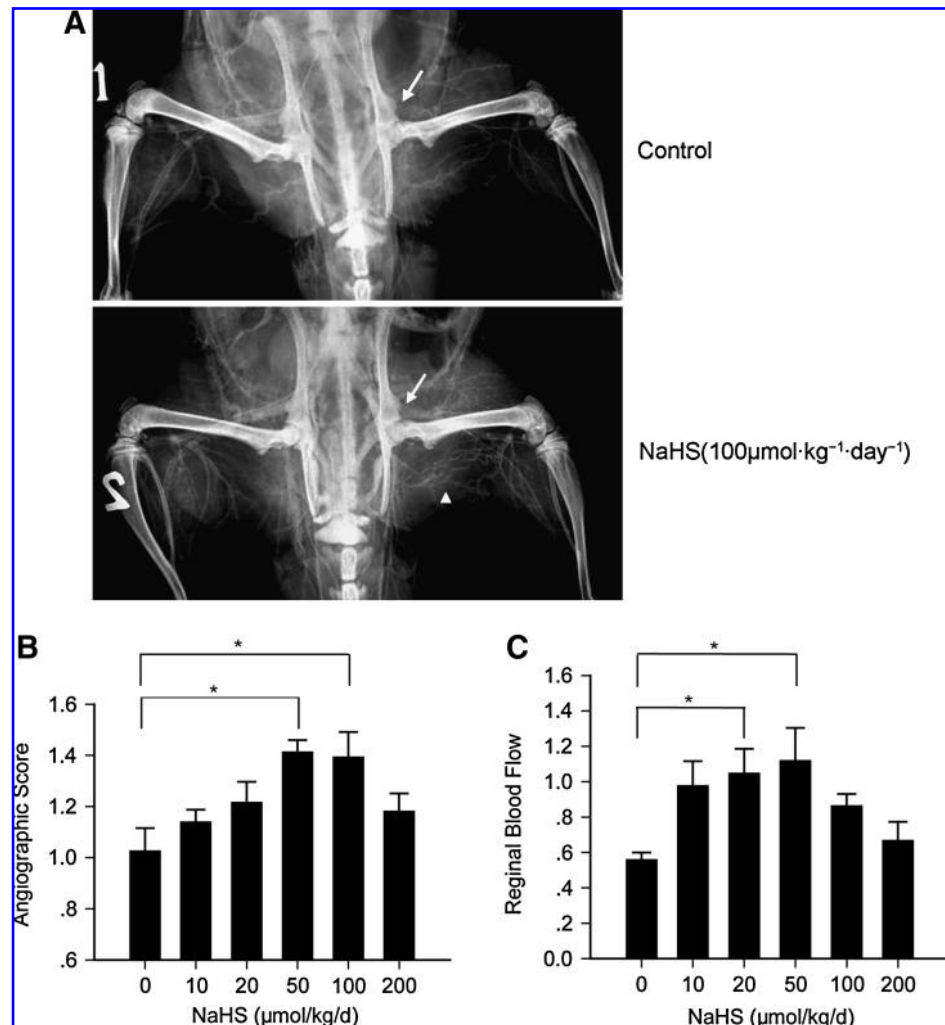 A
1
Control
2
NaHS(100µmol·kg⁻¹·day⁻¹)
B
*
*
1.6
1.4
1.2
1.0
.8
.6
Angiographic Score
0 10 20 50 100 200
NaHS (µmol/kg/d)
C
*
*
1.6
1.4
1.2
1.0
.8
.6
.4
.2
0.0
Reginal Blood Flow
0 10 20 50 100 200
NaHS (µmol/kg/d)